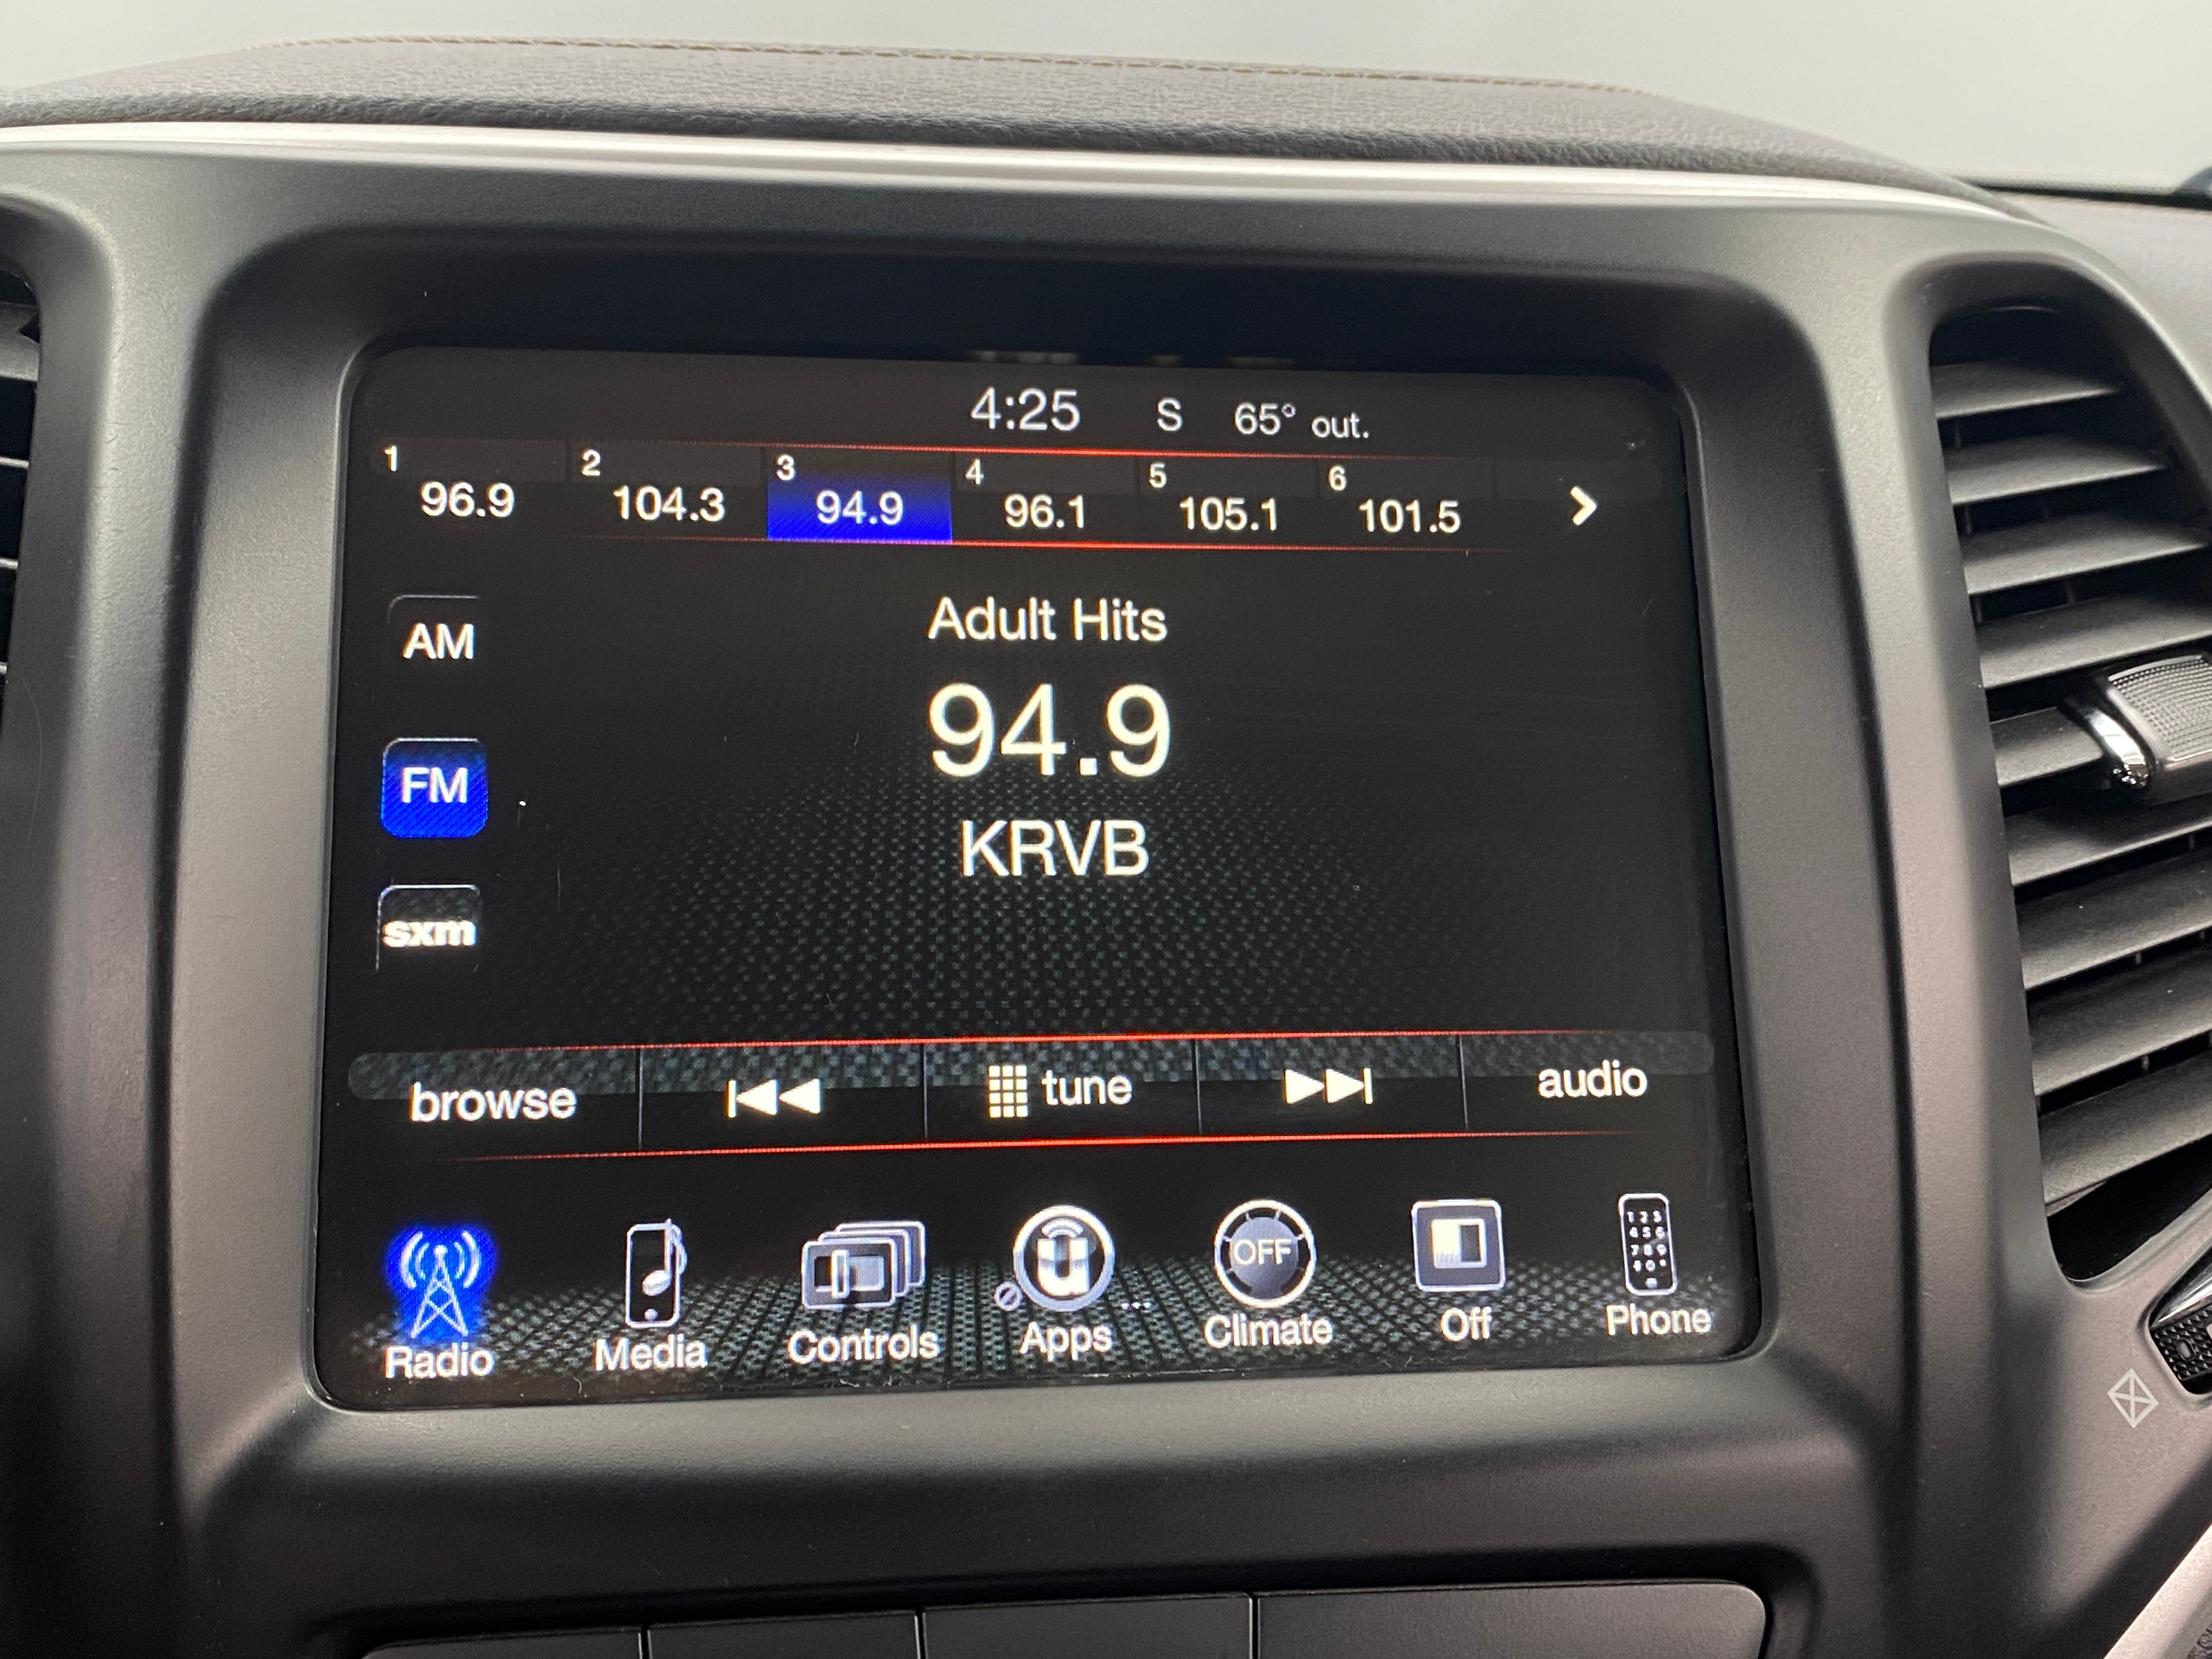 4:25 S 65° out.
1 96.9 2 104.3 3 94.9 4 96.1 5 105.1 6 101.5
AM
Adult Hits
94.9
FM
KRVB
sxm
browse tune audio
OFF
Radio Media Controls Apps ... Climate Off Phone